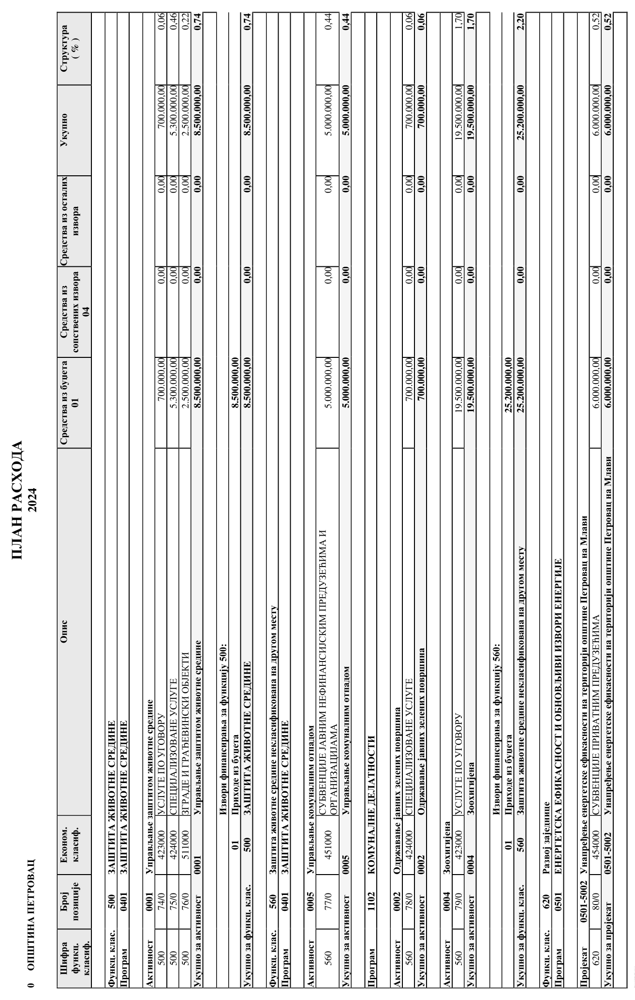 ПЛАН РАСХОДА
2024
0 ОПШТИНА ПЕТРОВАЦ
Шифра функц. класиф. Број позиције Економ. класиф. Опис Средства из буџета 01 Средства из сопствених извора 04 Средства из осталих извора Укупно Структура ( % )
Функц. клас. 500 ЗАШТИТА ЖИВОТНЕ СРЕДИНЕ
Програм 0401 ЗАШТИТА ЖИВОТНЕ СРЕДИНЕ
Активност 0001 Управљање заштитом животне средине
500 74/0 423000 УСЛУГЕ ПО УГОВОРУ 700.000,00 0,00 0,00 700.000,00 0,06
500 75/0 424000 СПЕЦИЈАЛИЗОВАНЕ УСЛУГЕ 5.300.000,00 0,00 0,00 5.300.000,00 0,46
500 76/0 511000 ЗГРАДЕ И ГРАЂЕВИНСКИ ОБЈЕКТИ 2.500.000,00 0,00 0,00 2.500.000,00 0,22
Укупно за активност 0001 Управљање заштитом животне средине 8.500.000,00 0,00 0,00 8.500.000,00 0,74
Извори финансирања за функцију 500:
01 Приходе из буџета 8.500.000,00
Укупно за функц. клас. 500 ЗАШТИТА ЖИВОТНЕ СРЕДИНЕ 8.500.000,00 0,00 0,00 8.500.000,00 0,74
Функц. клас. 560 Заштита животне средине некласификована на другом месту
Програм 0401 ЗАШТИТА ЖИВОТНЕ СРЕДИНЕ
Активност 0005 Управљање комуналним отпадом
560 77/0 451000 СУБВЕНЦИЈЕ ЈАВНИМ НЕФИНАНСИЈСКИМ ПРЕДУЗЕЋИМА И 5.000.000,00 0,00 0,00 5.000.000,00 0,44
ОРГАНИЗАЦИЈАМА
Укупно за активност 0005 Управљање комуналним отпадом 5.000.000,00 0,00 0,00 5.000.000,00 0,44
Програм 1102 КОМУНАЛНЕ ДЕЛАТНОСТИ
Активност 0002 Одржавање јавних зелених површина
560 78/0 424000 СПЕЦИЈАЛИЗОВАНЕ УСЛУГЕ 700.000,00 0,00 0,00 700.000,00 0,06
Укупно за активност 0002 Одржавање јавних зелених површина 700.000,00 0,00 0,00 700.000,00 0,06
Активност 0004 Зоохигијена
560 79/0 423000 УСЛУГЕ ПО УГОВОРУ 19.500.000,00 0,00 0,00 19.500.000,00 1,70
Укупно за активност 0004 Зоохигијена 19.500.000,00 0,00 0,00 19.500.000,00 1,70
Извори финансирања за функцију 560:
01 Приходе из буџета 25.200.000,00
Укупно за функц. клас. 560 Заштита животне средине некласификована на другом месту 25.200.000,00 0,00 0,00 25.200.000,00 2,20
Функц. клас. 620 Развој заједнице
Програм 0501 ЕНЕРГЕТСКА ЕФИКАСНОСТ И ОБНОВЉИВИ ИЗВОРИ ЕНЕРГИЈЕ
Пројекат 0501-5002 Унапређење енергетске ефикасности на територији општине Петровац на Млави
620 80/0 454000 СУБВЕНЦИЈЕ ПРИВАТНИМ ПРЕДУЗЕЋИМА 6.000.000,00 0,00 0,00 6.000.000,00 0,52
Укупно за пројекат 0501-5002 Унапређење енергетске ефикасности на територији општине Петровац на Млави 6.000.000,00 0,00 0,00 6.000.000,00 0,52